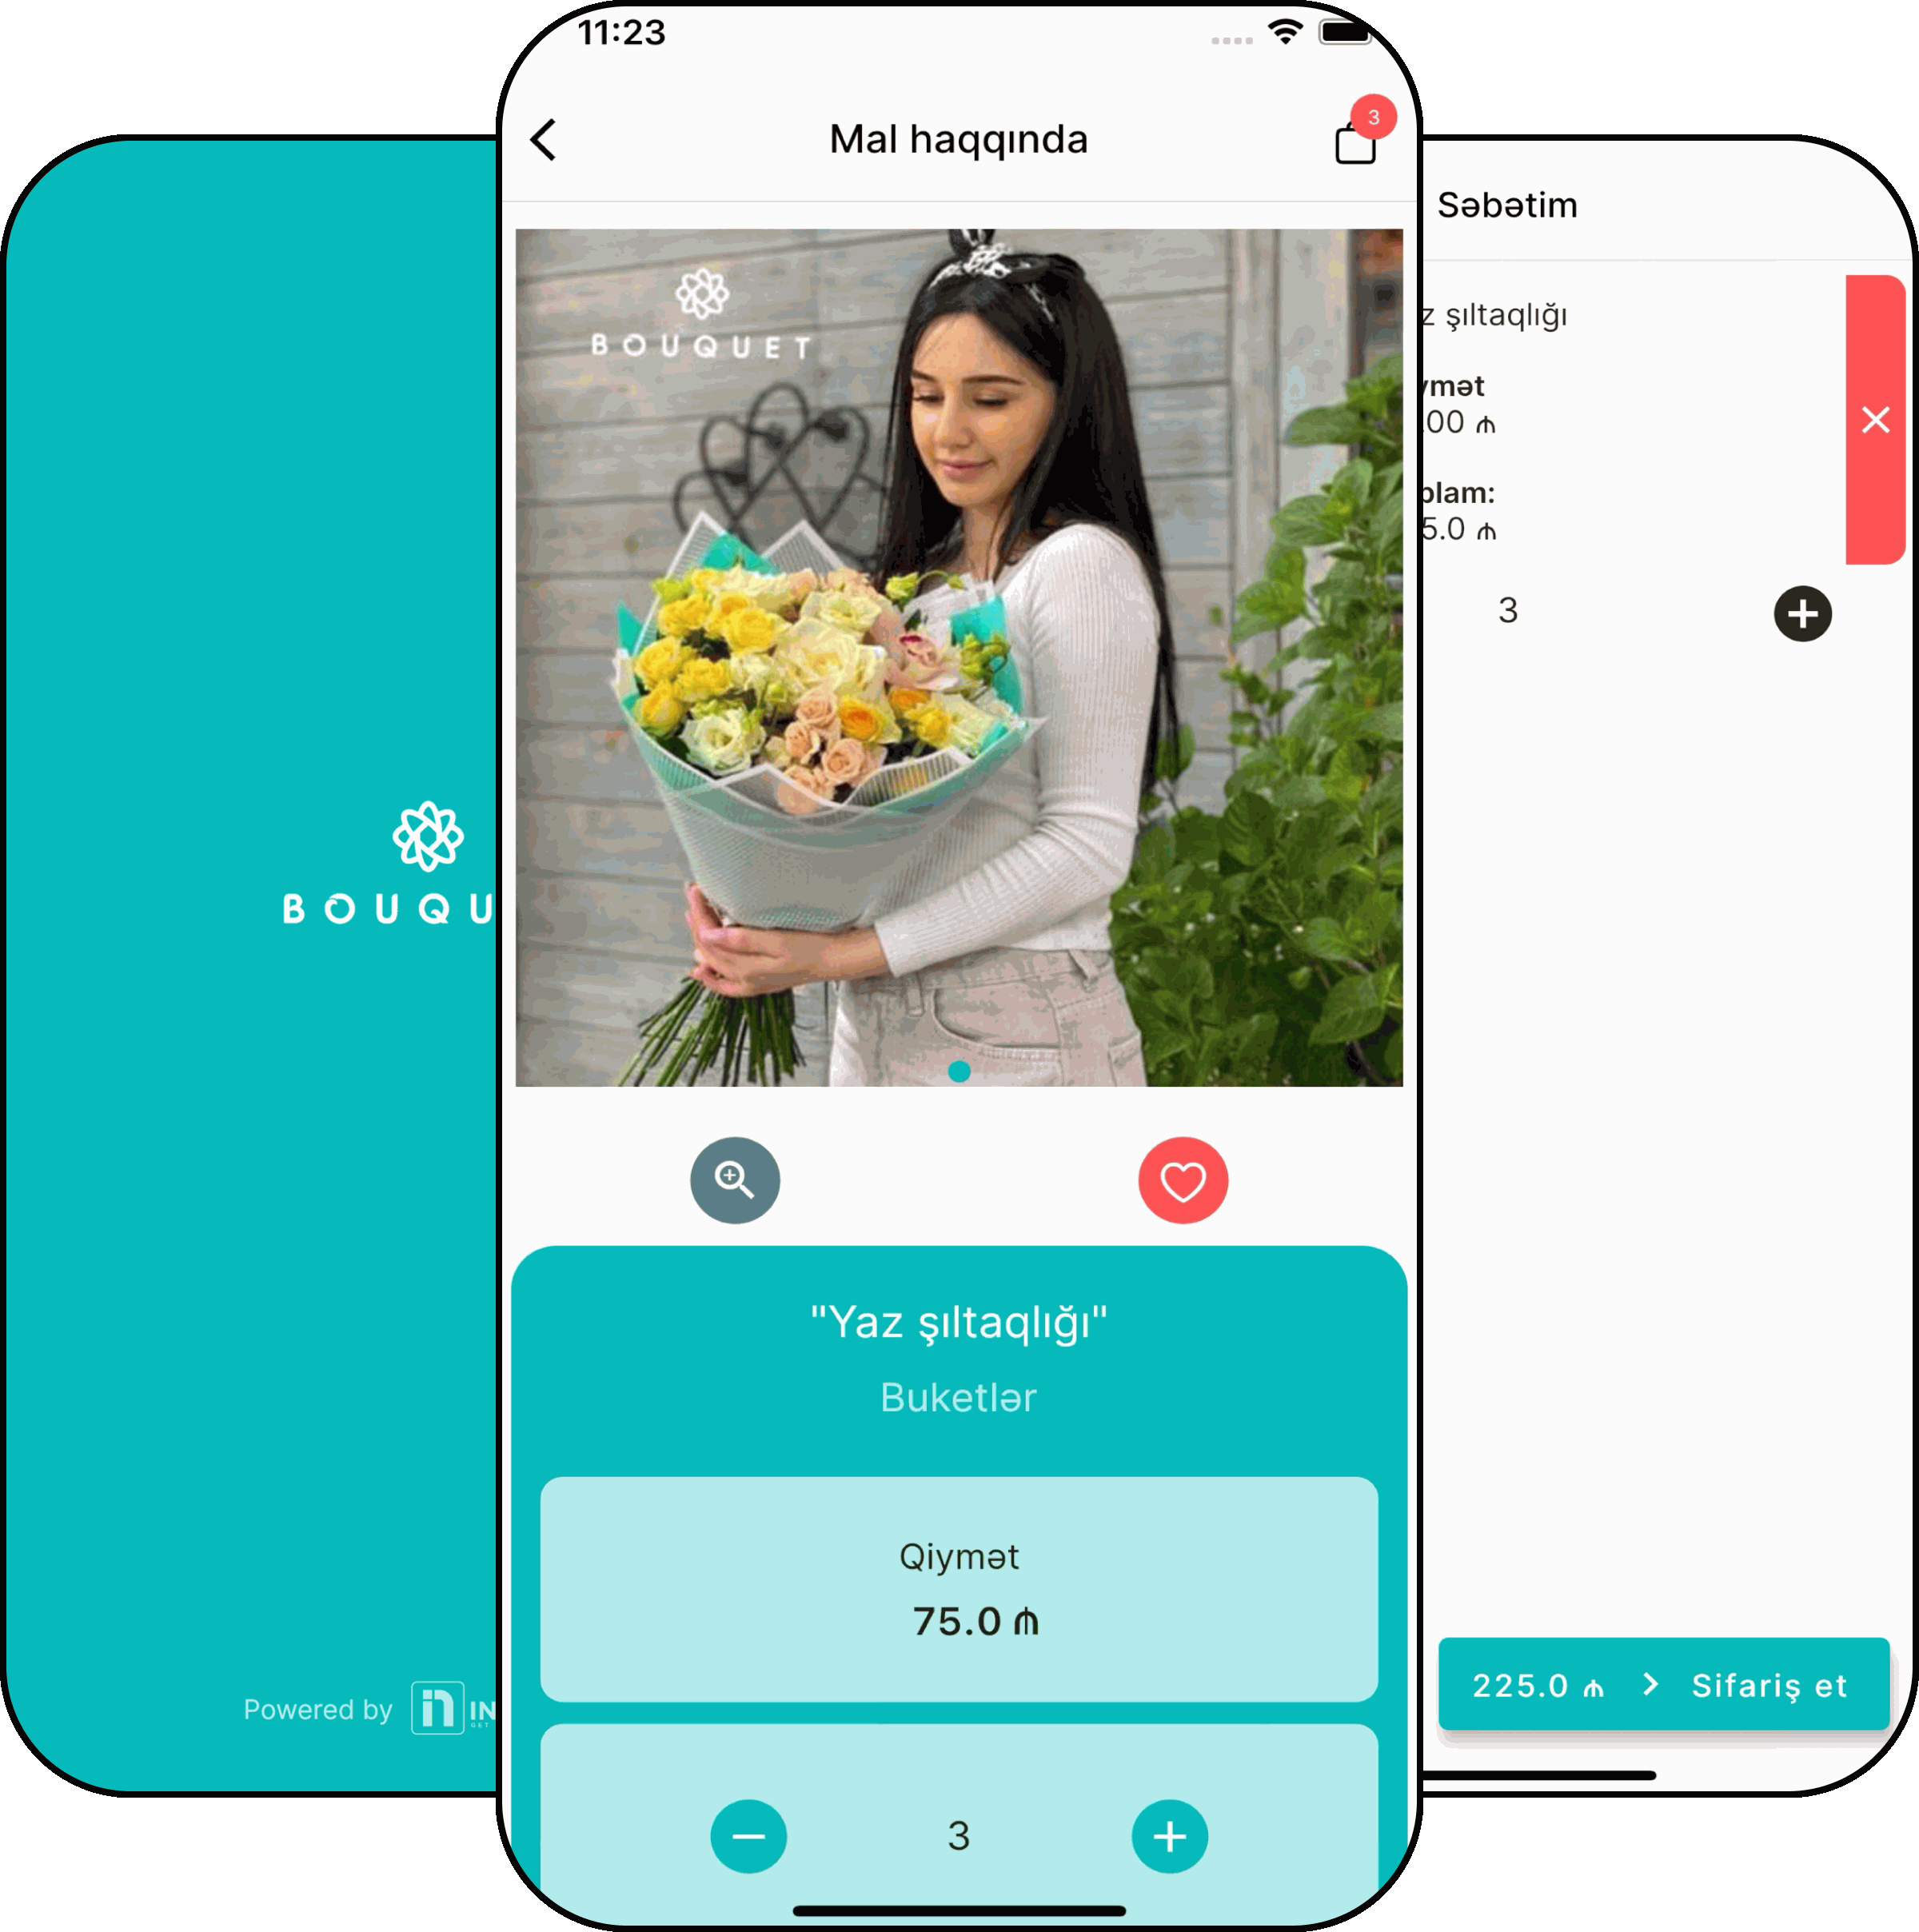 BOUQU
Powered by
IN
GET
11:23
Mal haqqında
3
BOUQUET
"Yaz şıltaqlığı"
Buketlər
Qiymət
75.0 ₼
3
Səbətim
z şıltaqlığı
ymət
.00 ₼
plam:
5.0 ₼
3
225.0 ₼ > Sifariş et